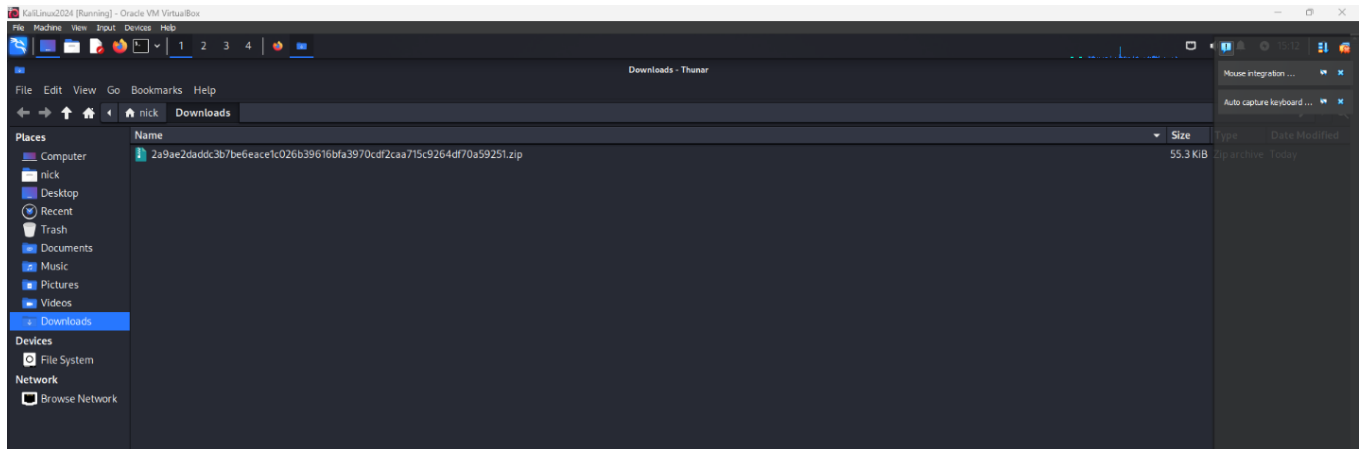 KaliLinux2024 [Running] - Oracle VM VirtualBox
File Machine View Input Devices Help
1 2 3 4
15:12
Downloads - Thunar
Mouse integration ...
File Edit View Go Bookmarks Help
Auto capture keyboard ...
nick Downloads
Places
Name Size Type Date Modified
Computer
2a9ae2daddc3b7be6eace1c026b39616bfa3970cdf2caa715c9264df70a59251.zip 55.3 KiB Zip archive Today
nick
Desktop
Recent
Trash
Documents
Music
Pictures
Videos
Downloads
Devices
File System
Network
Browse Network